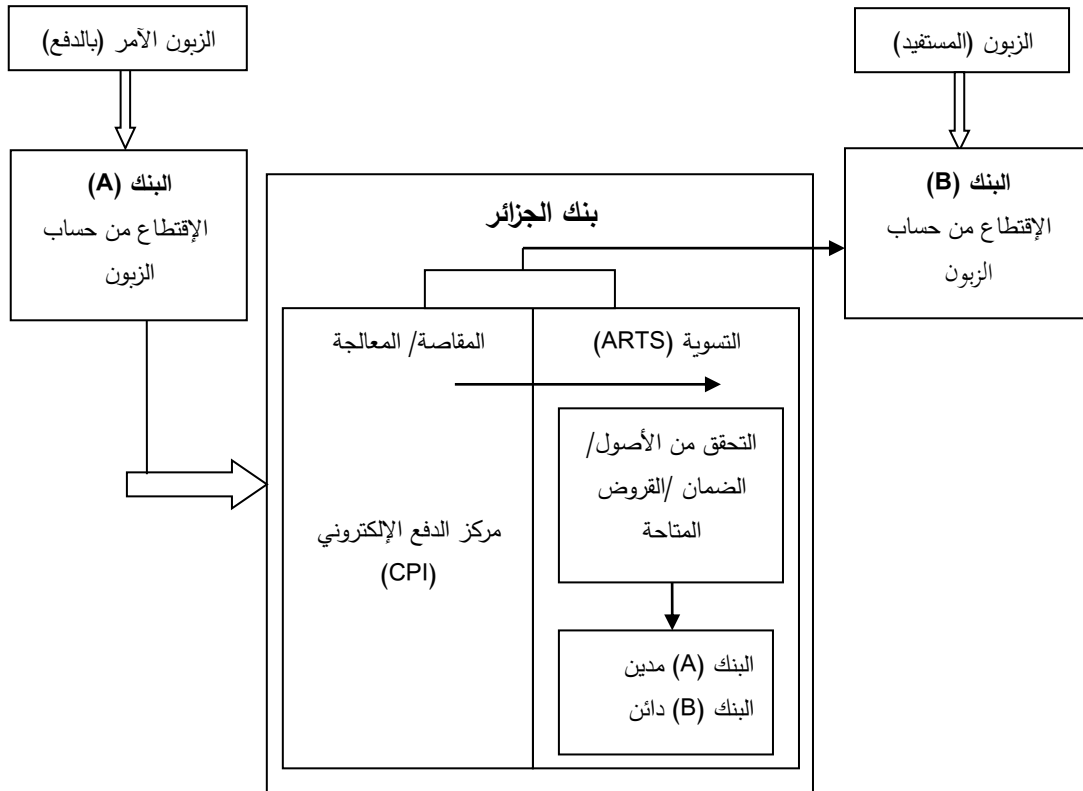 الزبون الآمر (بالدفع)
الزبون (المستفيد)
البنك (A)
الإقتطاع من حساب
الزبون
البنك (B)
الإقتطاع من حساب
الزبون
بنك الجزائر
المقاصة/ المعالجة
مركز الدفع الإلكتروني
(CPI)
التسوية (ARTS)
التحقق من الأصول/
الضمان /القروض
المتاحة
البنك (A) مدين
البنك (B) دائن